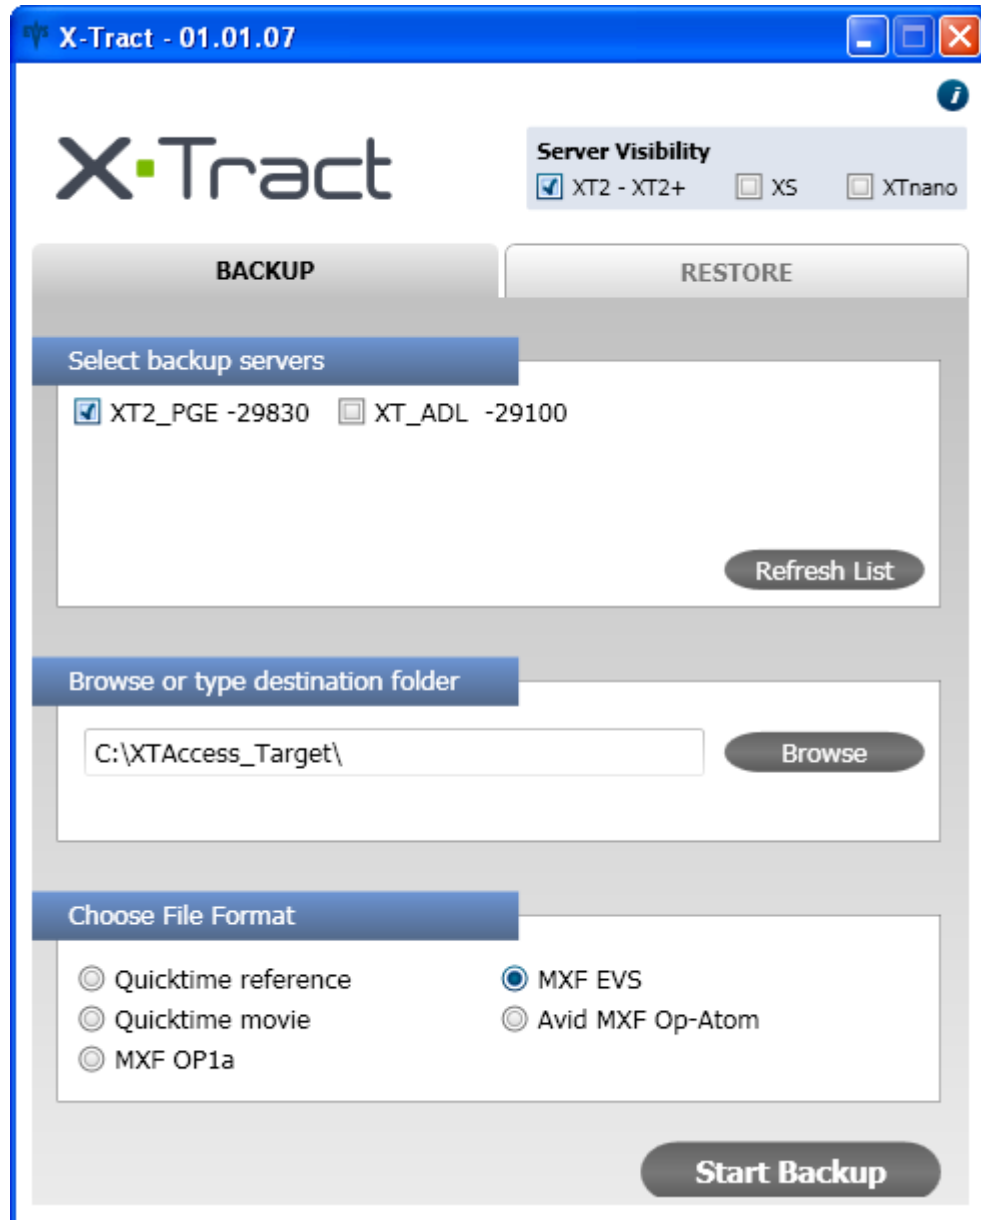 X-Tract - 01.01.07
X-Tract
Server Visibility
XT2 - XT2+ XS XTnano
BACKUP RESTORE
Select backup servers
XT2_PGE -29830 XT_ADL -29100
Refresh List
Browse or type destination folder
C:\XTAccess_Target\ Browse
Choose File Format
Quicktime reference MXF EVS
Quicktime movie Avid MXF Op-Atom
MXF OP1a
Start Backup